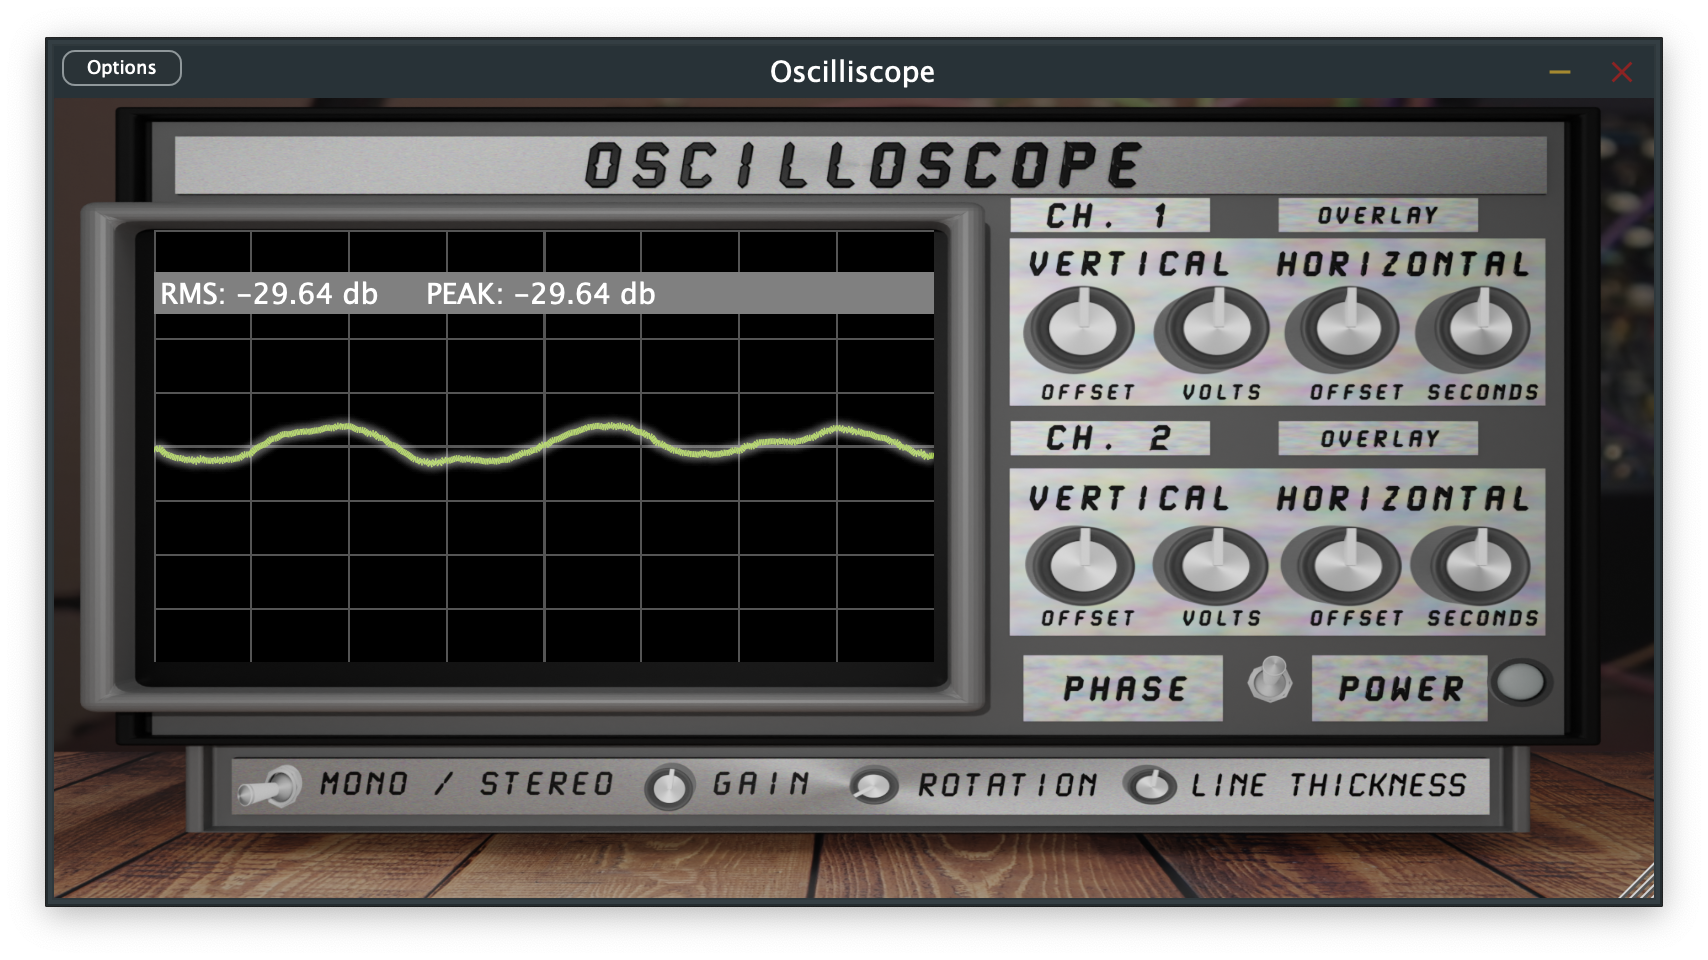 Options
Oscilliscope
OSCILLOSCOPE
RMS: -29.64 db PEAK: -29.64 db
CH. 1 OVERLAY
VERTICAL HORIZONTAL
OFFSET VOLTS OFFSET SECONDS
CH. 2 OVERLAY
VERTICAL HORIZONTAL
OFFSET VOLTS OFFSET SECONDS
PHASE POWER
MONO / STEREO GAIN ROTATION LINE THICKNESS